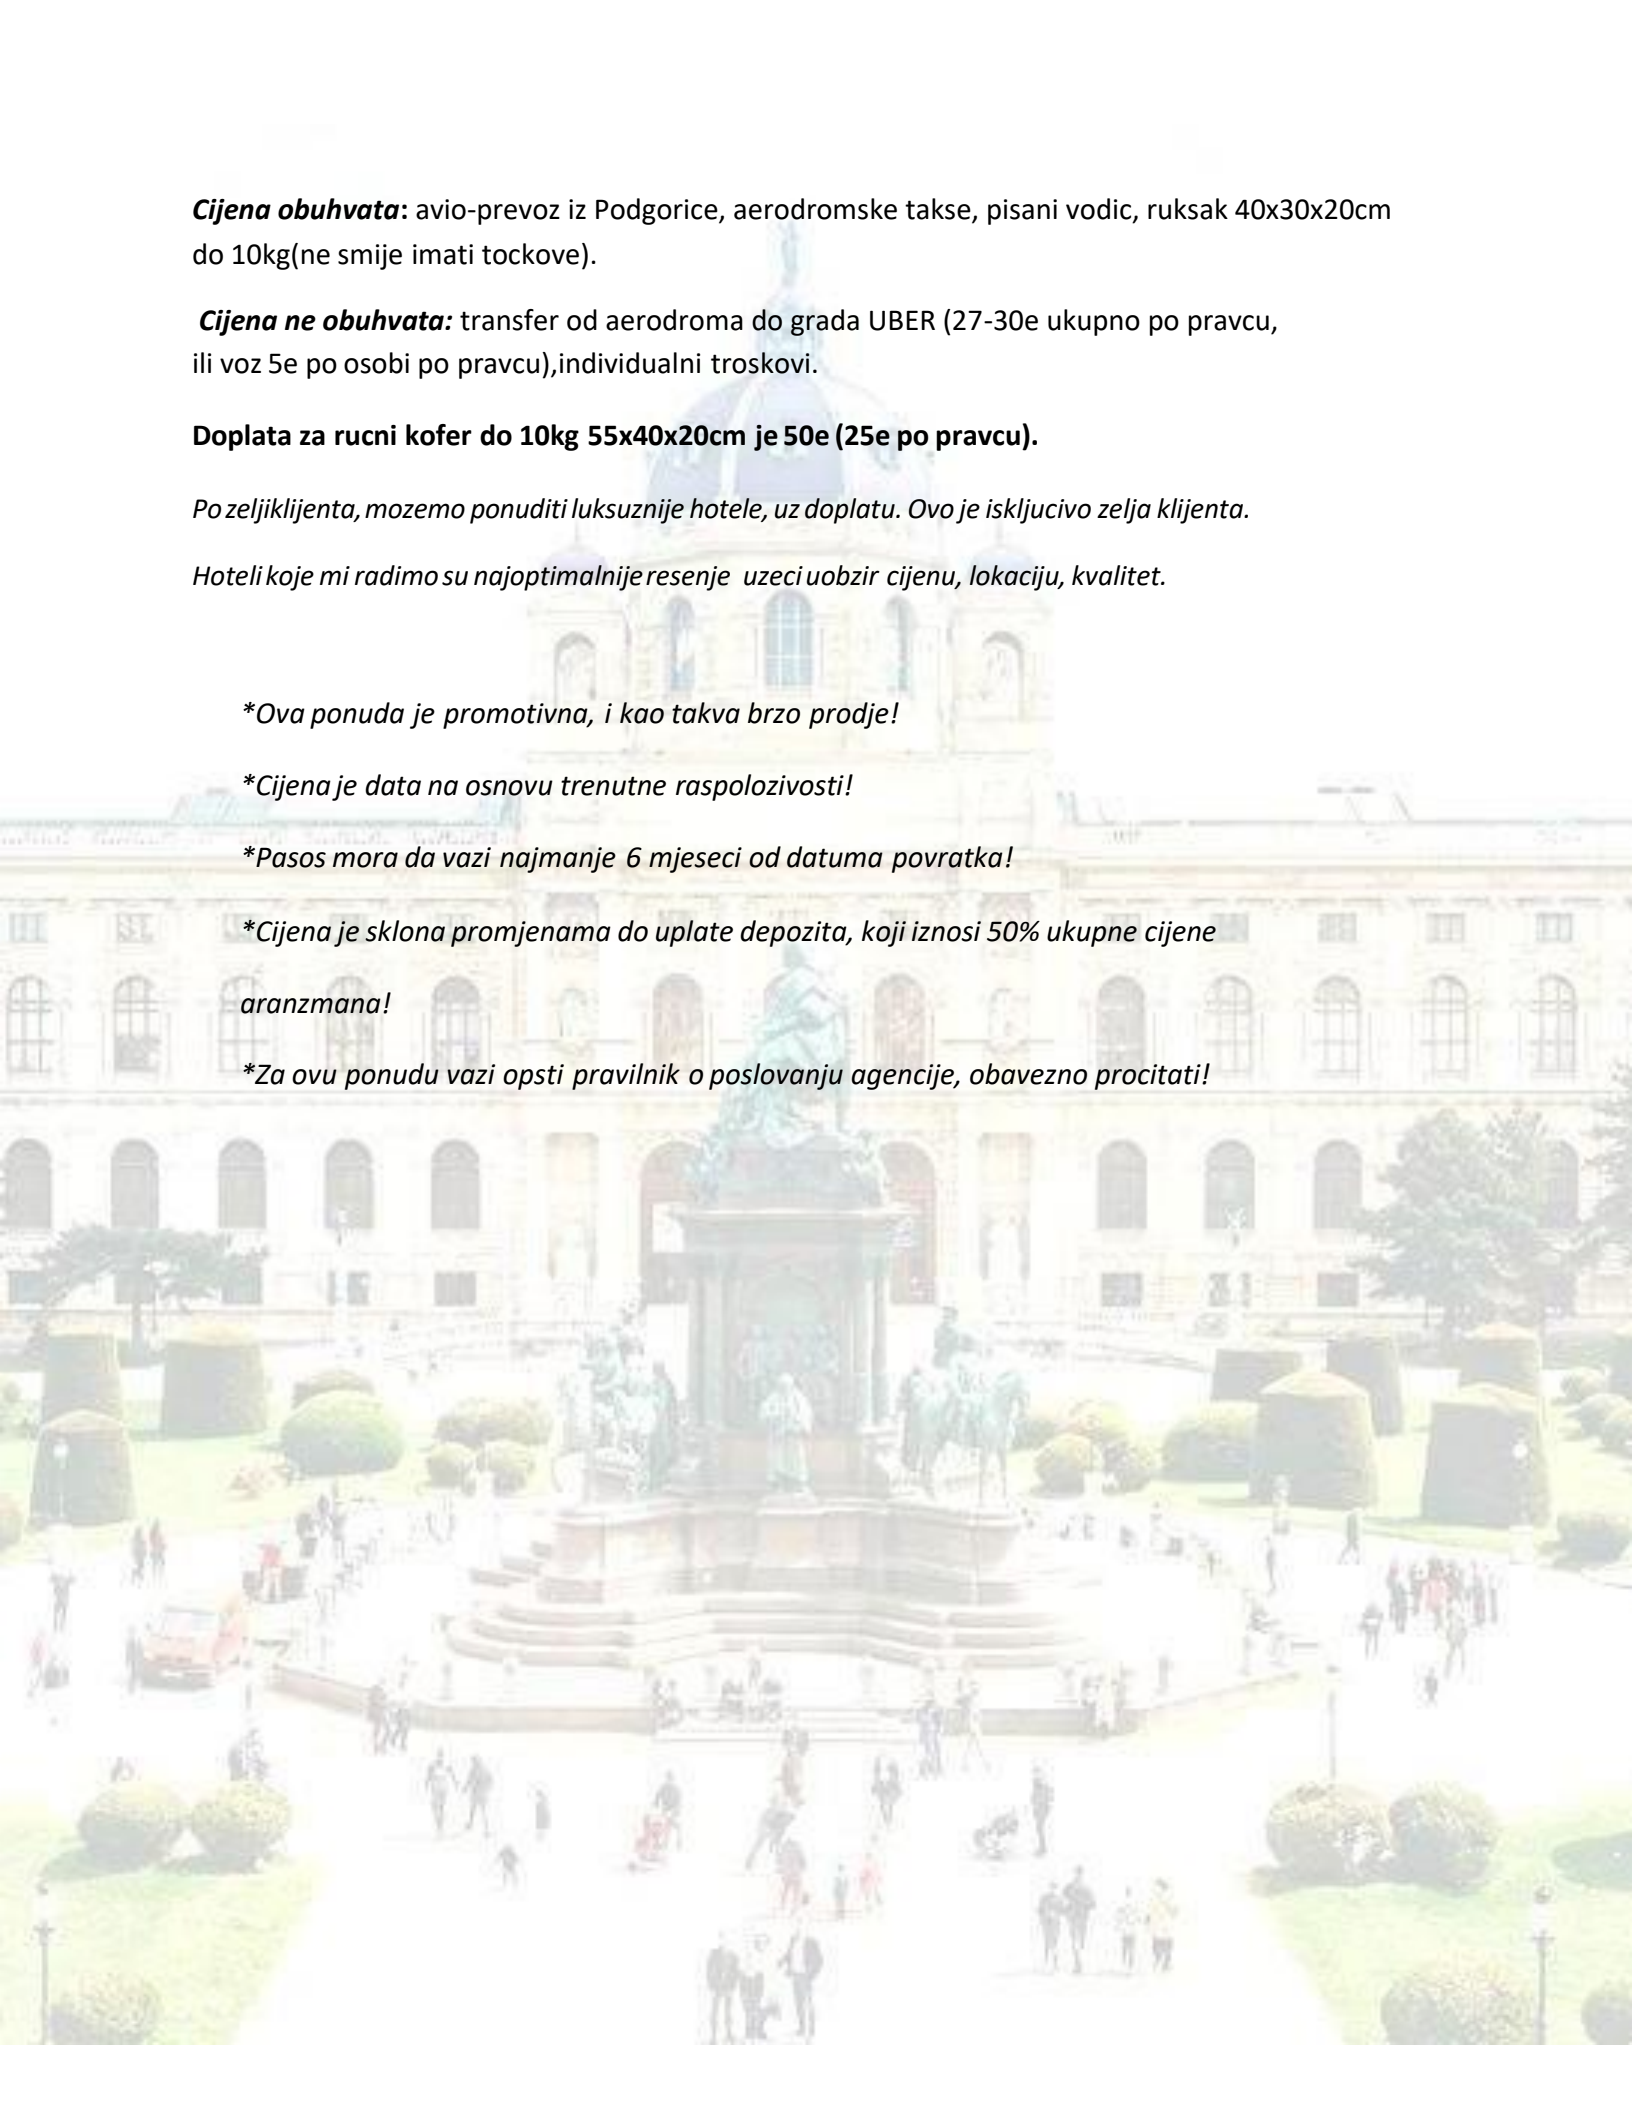 Cijena obuhvata: avio-prevoz iz Podgorice, aerodromske takse, pisani vodic, ruksak 40x30x20cm
do 10kg(ne smije imati tockove).
Cijena ne obuhvata: transfer od aerodroma do grada UBER (27-30e ukupno po pravcu,
ili voz 5e po osobi po pravcu),individualni troskovi.
Doplata za rucni kofer do 10kg 55x40x20cm je 50e (25e po pravcu).
Po zeljiklijenta, mozemo ponuditi luksuznije hotele, uz doplatu. Ovo je iskljucivo zelja klijenta.
Hoteli koje mi radimo su najoptimalnije resenje uzeci uobzir cijenu, lokaciju, kvalitet.
*Ova ponuda je promotivna, i kao takva brzo prodje!
*Cijena je data na osnovu trenutne raspolozivosti!
*Pasos mora da vazi najmanje 6 mjeseci od datuma povratka!
*Cijena je sklona promjenama do uplate depozita, koji iznosi 50% ukupne cijene
aranzmana!
*Za ovu ponudu vazi opsti pravilnik o poslovanju agencije, obavezno procitati!